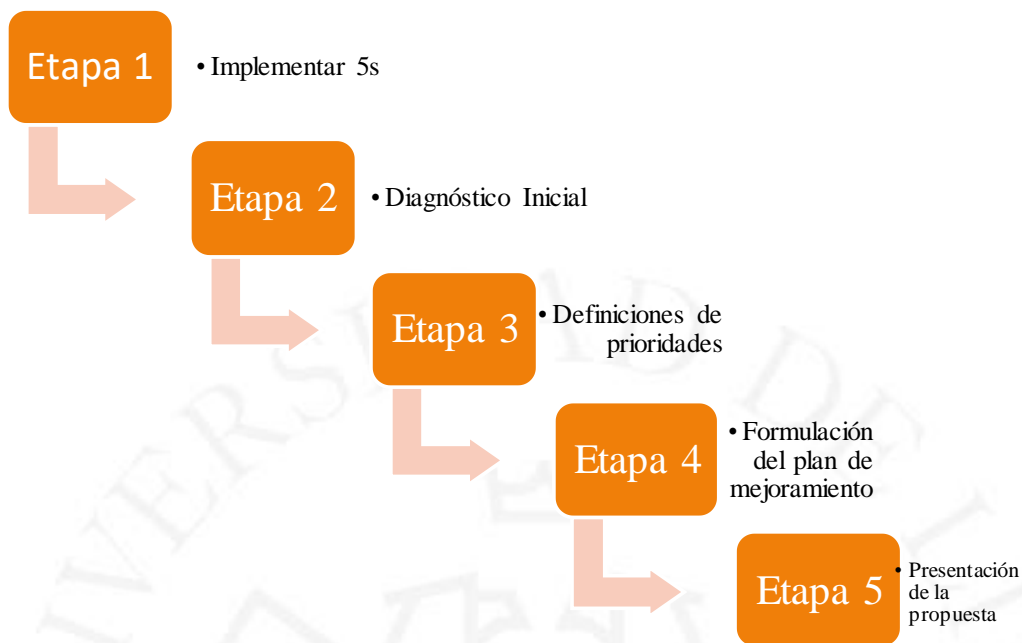 Etapa 1
• Implementar 5s
Etapa 2
• Diagnóstico Inicial
Etapa 3
• Definiciones de
prioridades
Etapa 4
• Formulación
del plan de
mejoramiento
Etapa 5
• Presentación
de la
propuesta